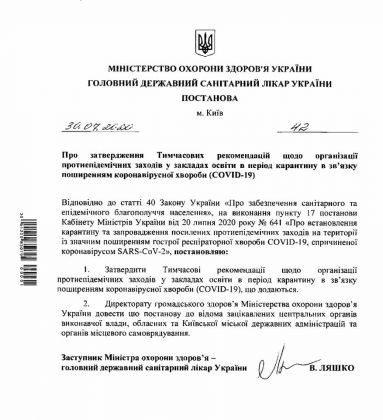 МІНІСТЕРСТВО ОХОРОНИ ЗДОРОВ'Я УКРАЇНИ
ГОЛОВНИЙ ДЕРЖАВНИЙ САНІТАРНИЙ ЛІКАР УКРАЇНИ
ПОСТАНОВА
м. Київ
30.07.2020 42
Про затвердження Тимчасових рекомендацій щодо організації
протиепідемічних заходів у закладах освіти в період карантину в зв'язку
поширенням коронавірусної хвороби (COVID-19)
Відповідно до статті 40 Закону України «Про забезпечення санітарного та
епідемічного благополуччя населення», на виконання пункту 17 постанови
Кабінету Міністрів України від 20 липня 2020 року № 641 «Про встановлення
карантину та запровадження посилених протиепідемічних заходів на території
із значним поширенням гострої респіраторної хвороби COVID-19, спричиненої
коронавірусом SARS-CoV-2», постановляю:
1. Затвердити Тимчасові рекомендації щодо організації
протиепідемічних заходів у закладах освіти в період карантину в зв'язку
поширенням коронавірусної хвороби (COVID-19), що додаються.
2. Директорату громадського здоров'я Міністерства охорони здоров'я
України довести цю постанову до відома зацікавлених центральних органів
виконавчої влади, обласних та Київської міської державних адміністрацій та
органів місцевого самоврядування.
Заступник Міністра охорони здоров'я –
головний державний санітарний лікар України В. ЛЯШКО